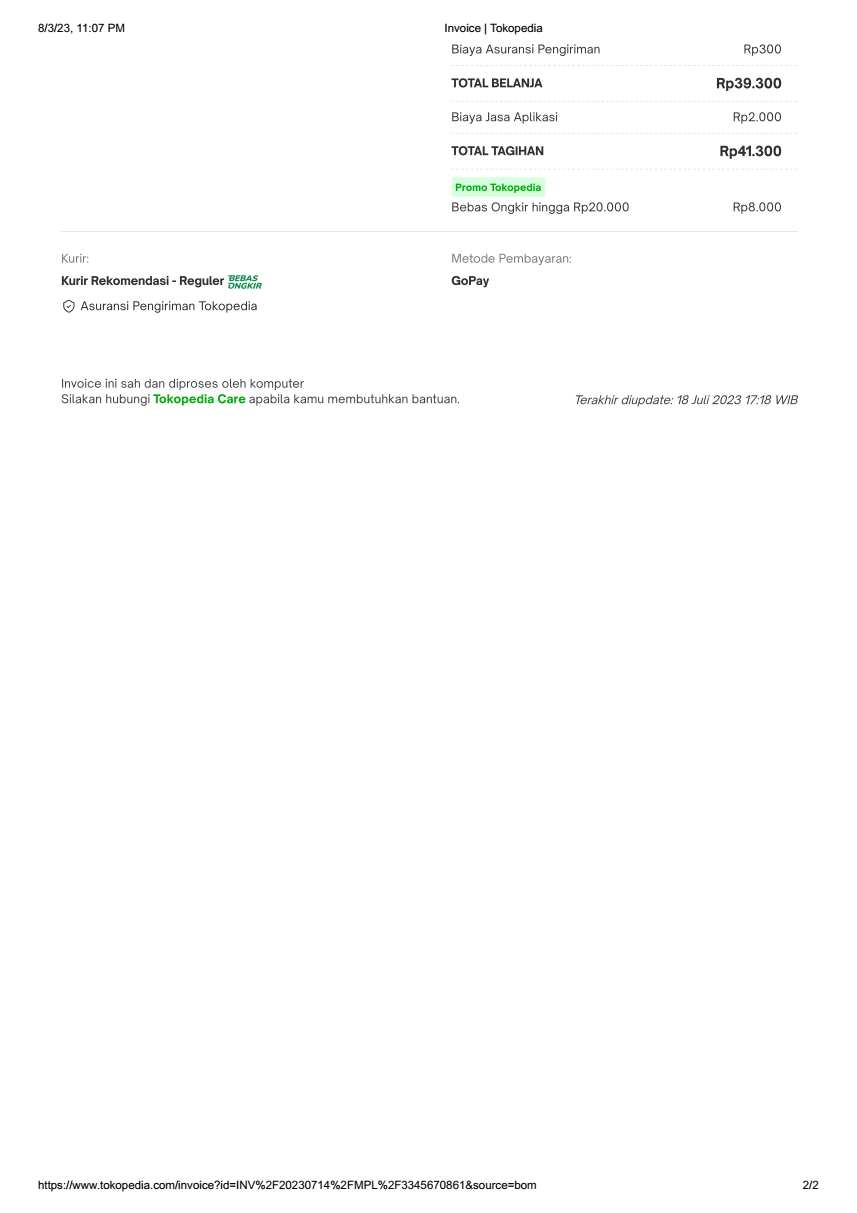 8/3/23, 11:07 PM Invoice | Tokopedia
Biaya Asuransi Pengiriman Rp300
TOTAL BELANJA Rp39.300
Biaya Jasa Aplikasi Rp2.000
TOTAL TAGIHAN Rp41.300
Promo Tokopedia
Bebas Ongkir hingga Rp20.000 Rp8.000
Kurir:
Kurir Rekomendasi - Reguler BEBAS ONGKIR
Asuransi Pengiriman Tokopedia
Metode Pembayaran:
GoPay
Invoice ini sah dan diproses oleh komputer
Silakan hubungi Tokopedia Care apabila kamu membutuhkan bantuan.
Terakhir diupdate: 18 Juli 2023 17:18 WIB
https://www.tokopedia.com/invoice?id=INV%2F20230714%2FMPL%2F3345670861&source=bom 2/2